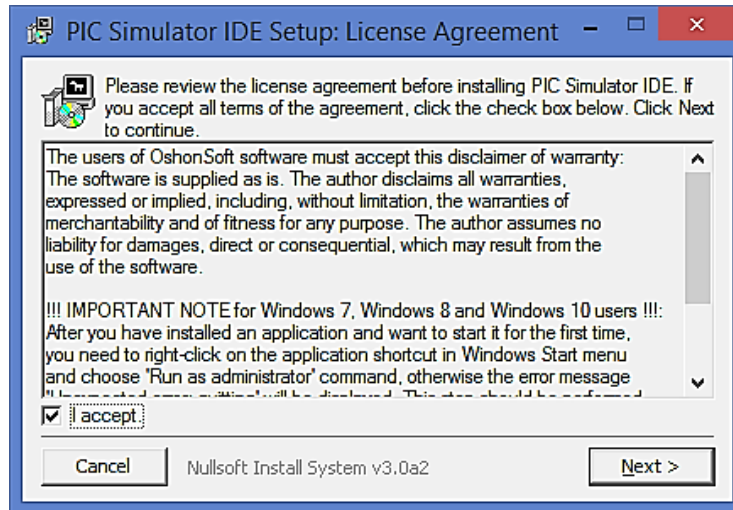 PIC Simulator IDE Setup: License Agreement
Please review the license agreement before installing PIC Simulator IDE. If
you accept all terms of the agreement, click the check box below. Click Next
to continue.
The users of OshonSoft software must accept this disclaimer of warranty:
The software is supplied as is. The author disclaims all warranties,
expressed or implied, including, without limitation, the warranties of
merchantability and of fitness for any purpose. The author assumes no
liability for damages, direct or consequential, which may result from the
use of the software.
!!! IMPORTANT NOTE for Windows 7, Windows 8 and Windows 10 users !!!:
After you have installed an application and want to start it for the first time,
you need to right-click on the application shortcut in Windows Start menu
and choose 'Run as administrator' command, otherwise the error message
I accept.
Cancel
Nullsoft Install System v3.0a2
Next >